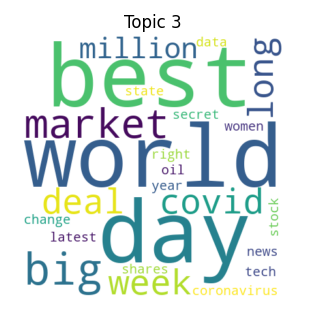 Topic 3
million
data
best
long
state
secret
market
women
world
right
oil
year
deal
covid
stock
change
day
latest
news
big
shares
week
tech
coronavirus